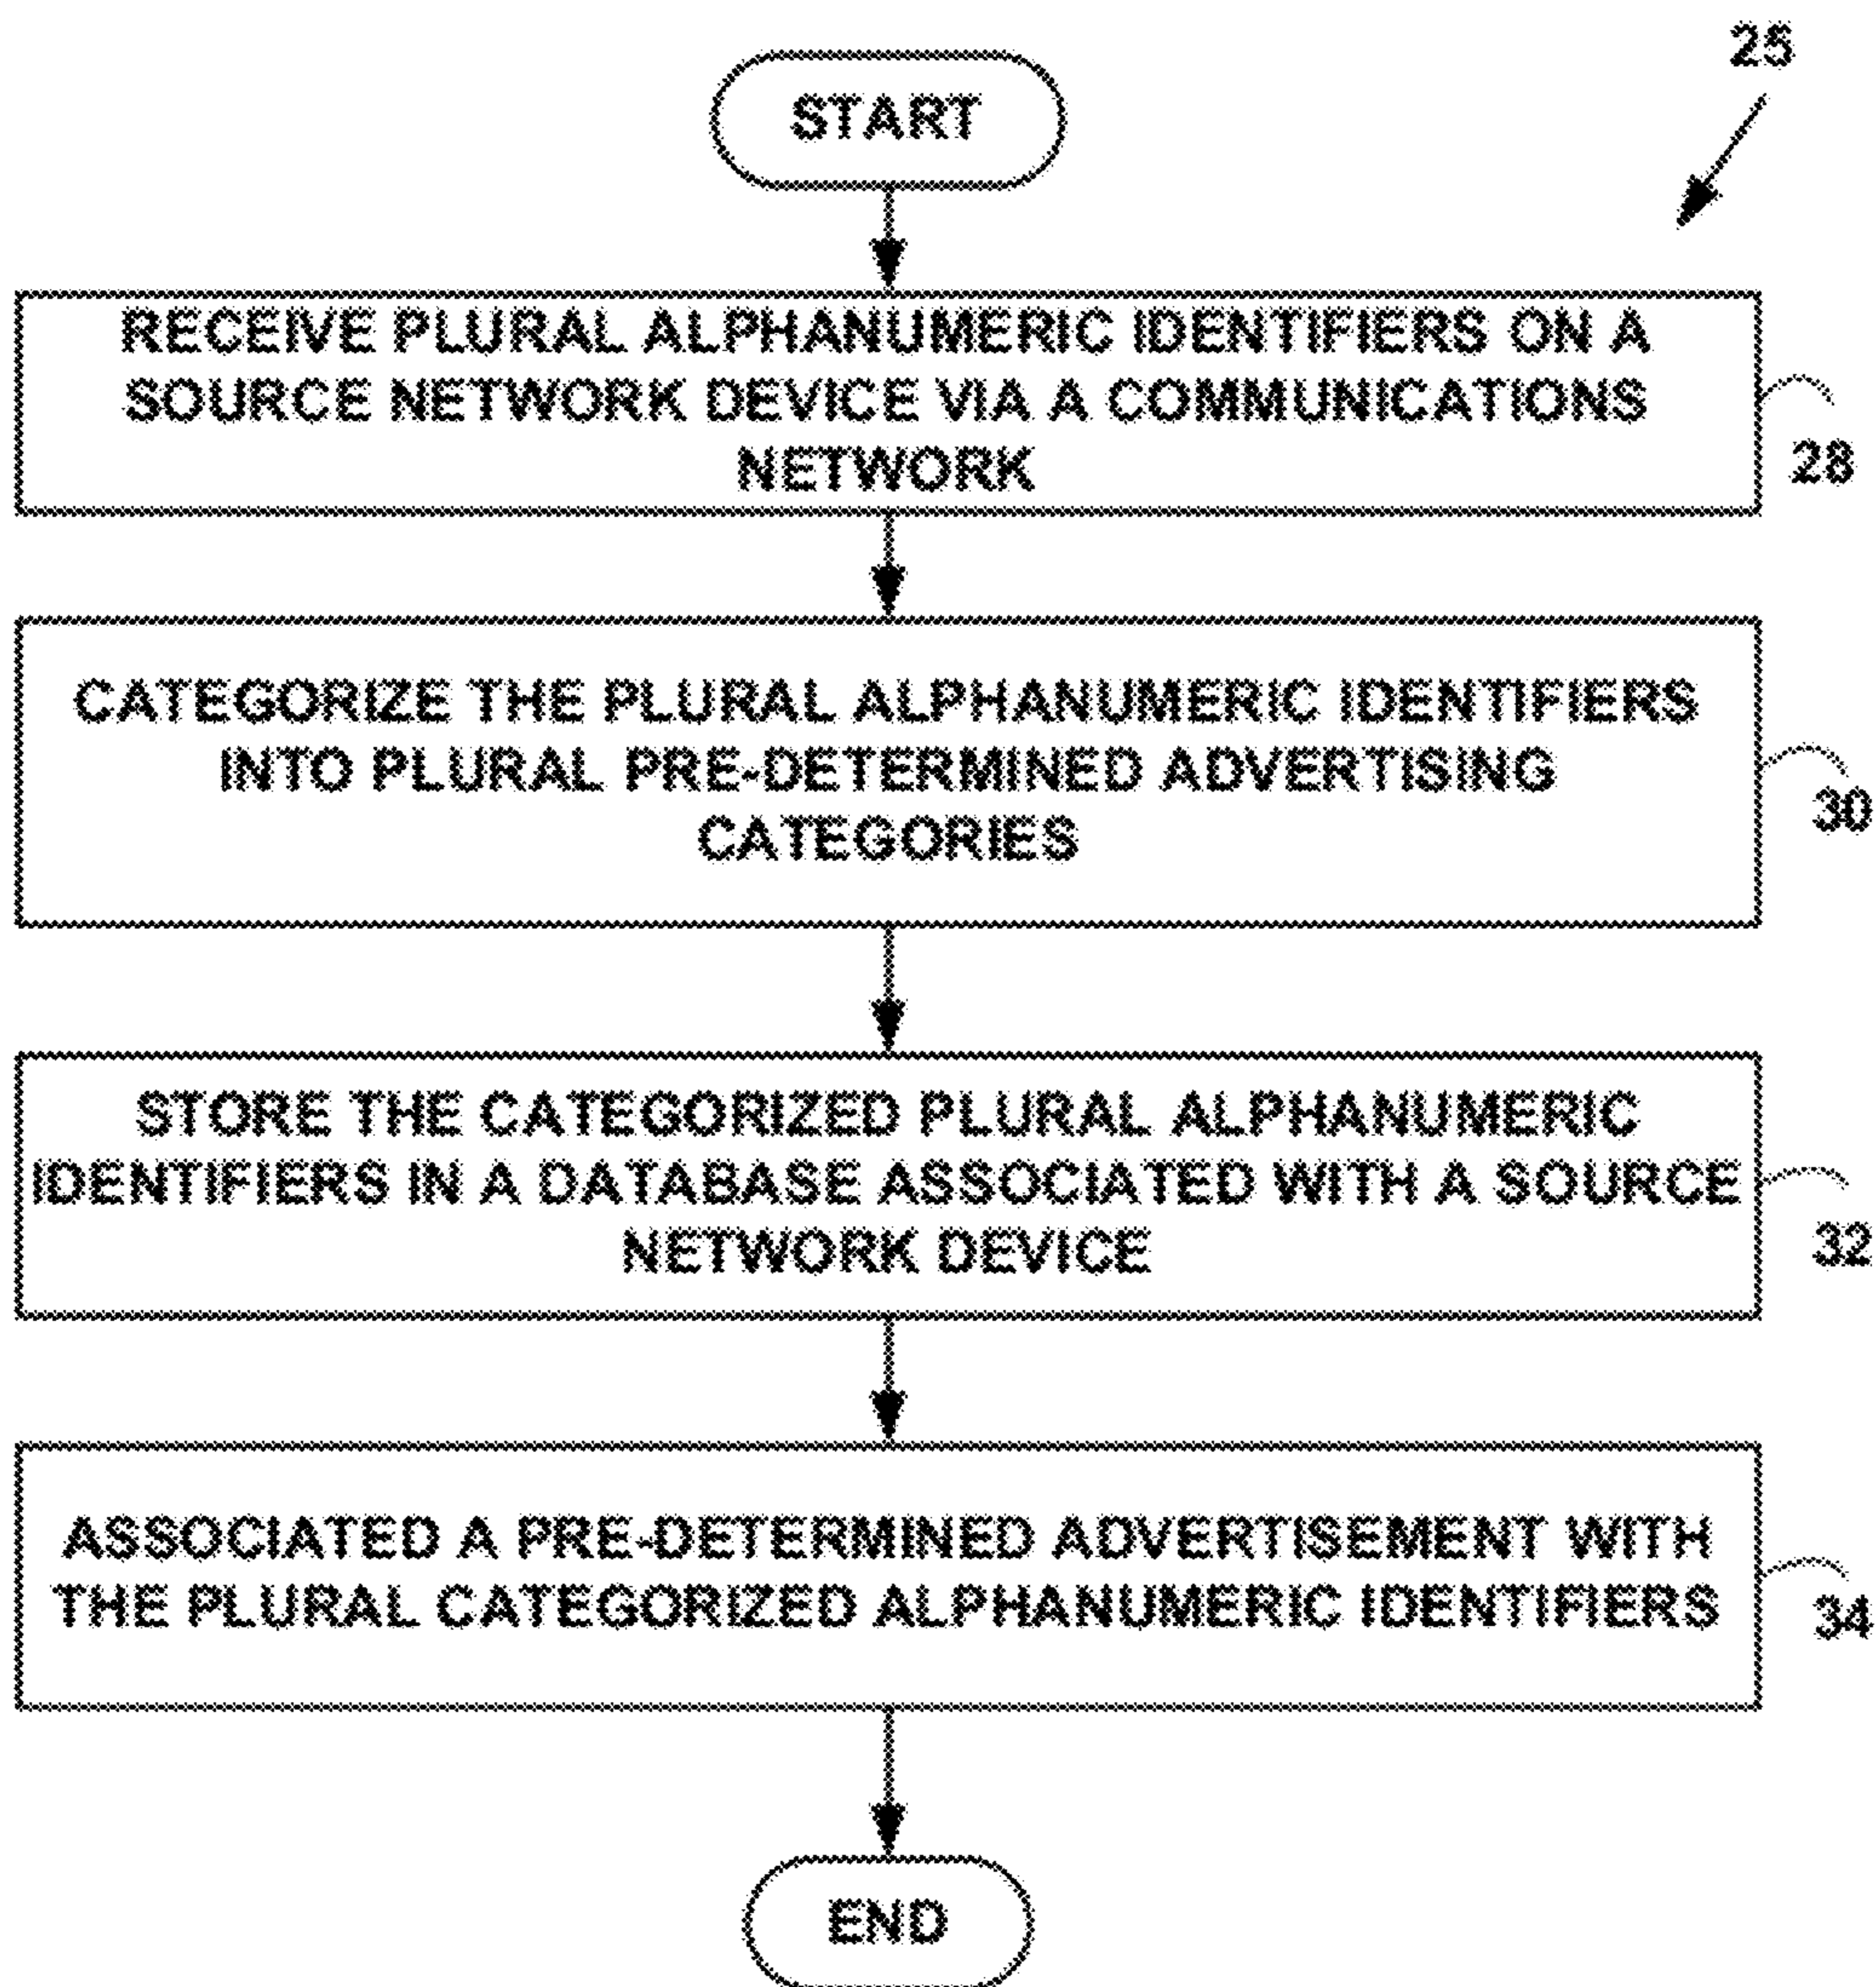 25
START
RECEIVE PLURAL ALPHANUMERIC IDENTIFIERS ON A
SOURCE NETWORK DEVICE VIA A COMMUNICATIONS
NETWORK
28
CATEGORIZE THE PLURAL ALPHANUMERIC IDENTIFIERS
INTO PLURAL PRE-DETERMINED ADVERTISING
CATEGORIES
30
STORE THE CATEGORIZED PLURAL ALPHANUMERIC
IDENTIFIERS IN A DATABASE ASSOCIATED WITH A SOURCE
NETWORK DEVICE
32
ASSOCIATED A PRE-DETERMINED ADVERTISEMENT WITH
THE PLURAL CATEGORIZED ALPHANUMERIC IDENTIFIERS
34
END